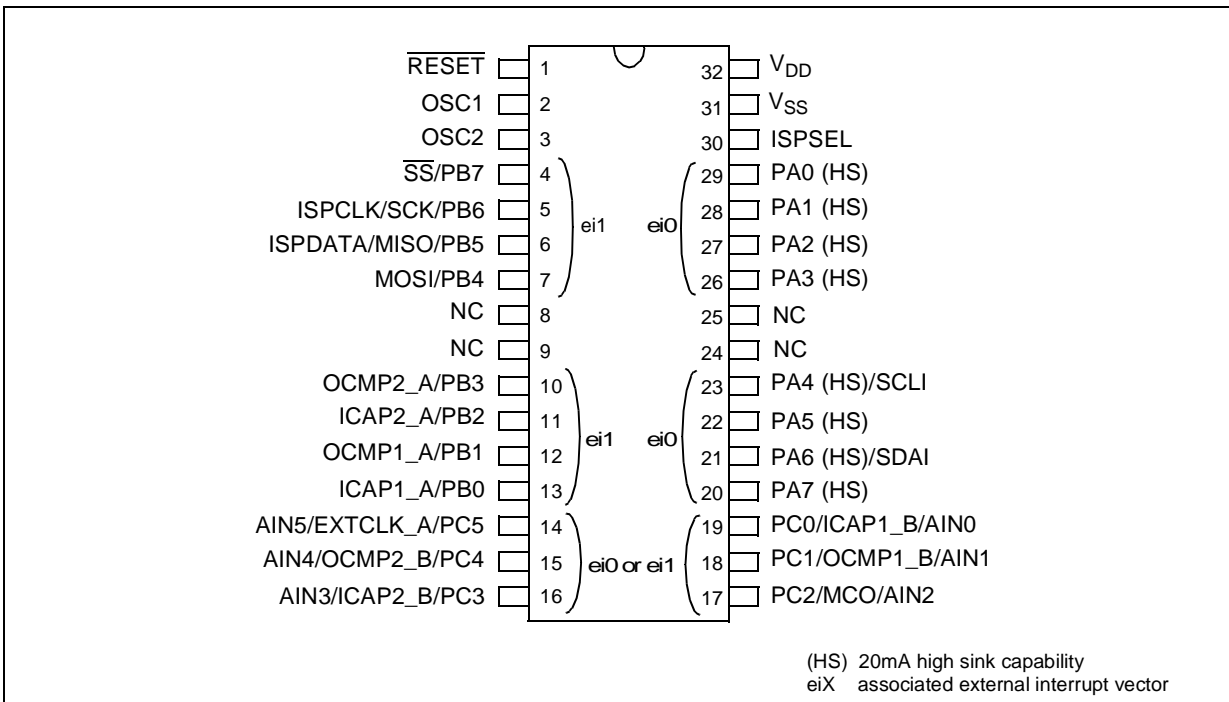 RESET 1 32 VDD
OSC1 2 31 VSS
OSC2 3 30 ISPSEL
SS/PB7 4 29 PA0 (HS)
ISPCLK/SCK/PB6 5 28 PA1 (HS)
ei1 ei0
ISPDATA/MISO/PB5 6 27 PA2 (HS)
MOSI/PB4 7 26 PA3 (HS)
NC 8 25 NC
NC 9 24 NC
OCMP2_A/PB3 10 23 PA4 (HS)/SCLI
ICAP2_A/PB2 11 22 PA5 (HS)
ei1 ei0
OCMP1_A/PB1 12 21 PA6 (HS)/SDAI
ICAP1_A/PB0 13 20 PA7 (HS)
AIN5/EXTCLK_A/PC5 14 19 PC0/ICAP1_B/AIN0
AIN4/OCMP2_B/PC4 15 ei0 or ei1 18 PC1/OCMP1_B/AIN1
AIN3/ICAP2_B/PC3 16 17 PC2/MCO/AIN2
(HS) 20mA high sink capability
eiX associated external interrupt vector